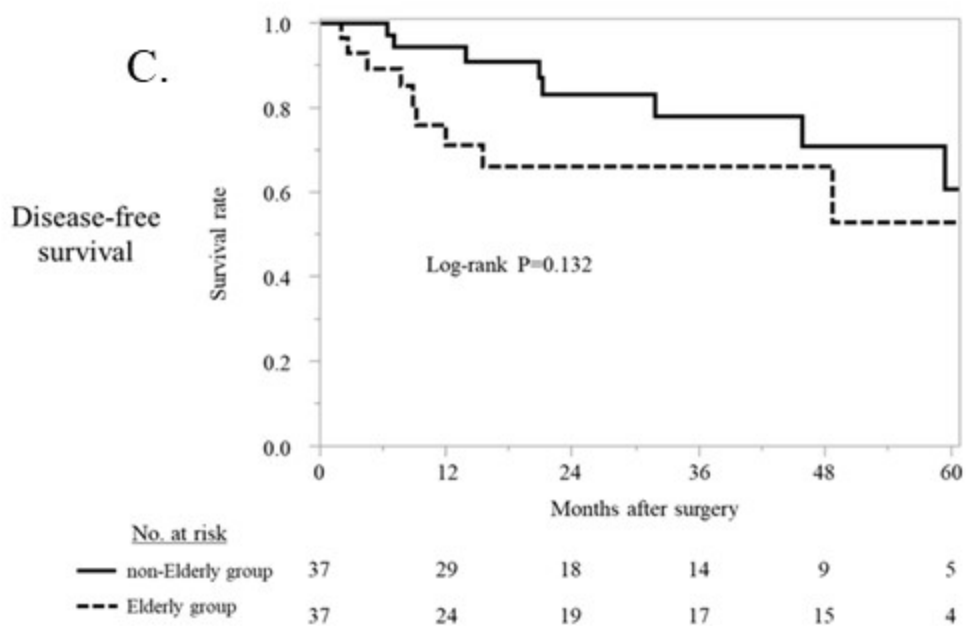 C.
Disease-free
survival
Survival rate
1.0
0.8
0.6
0.4
0.2
0.0
Log-rank P=0.132
0 12 24 36 48 60
Months after surgery
No. at risk
non-Elderly group 37 29 18 14 9 5
Elderly group 37 24 19 17 15 4